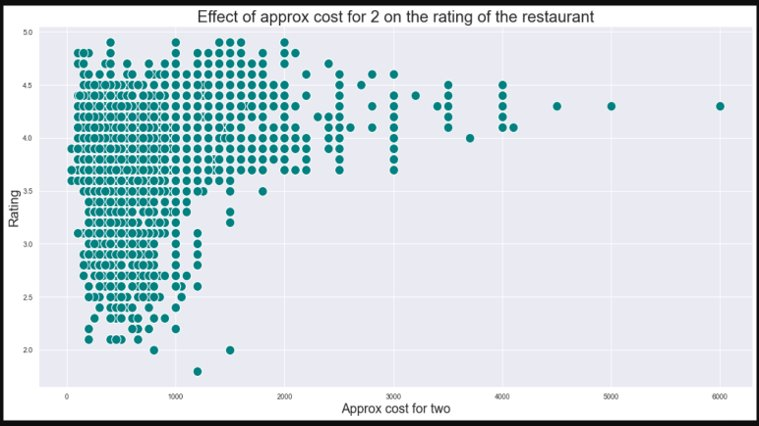 Effect of approx cost for 2 on the rating of the restaurant
Rating
5.0
4.5
4.0
3.5
3.0
2.5
2.0
0 1000 2000 3000 4000 5000 6000
Approx cost for two